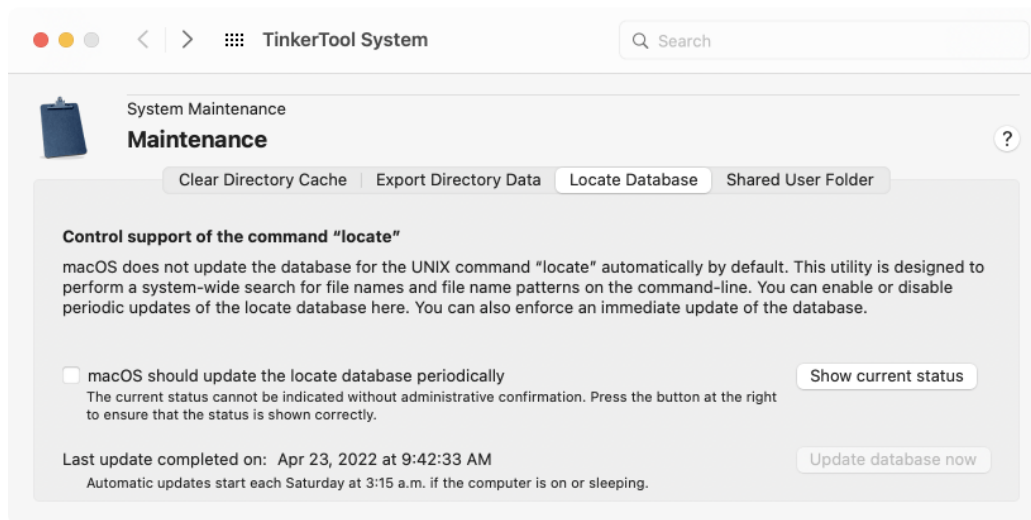 TinkerTool System
Search
System Maintenance
Maintenance
?
Clear Directory Cache
Export Directory Data
Locate Database
Shared User Folder
Control support of the command “locate”
macOS does not update the database for the UNIX command “locate” automatically by default. This utility is designed to
perform a system-wide search for file names and file name patterns on the command-line. You can enable or disable
periodic updates of the locate database here. You can also enforce an immediate update of the database.
macOS should update the locate database periodically
Show current status
The current status cannot be indicated without administrative confirmation. Press the button at the right
to ensure that the status is shown correctly.
Last update completed on: Apr 23, 2022 at 9:42:33 AM
Update database now
Automatic updates start each Saturday at 3:15 a.m. if the computer is on or sleeping.